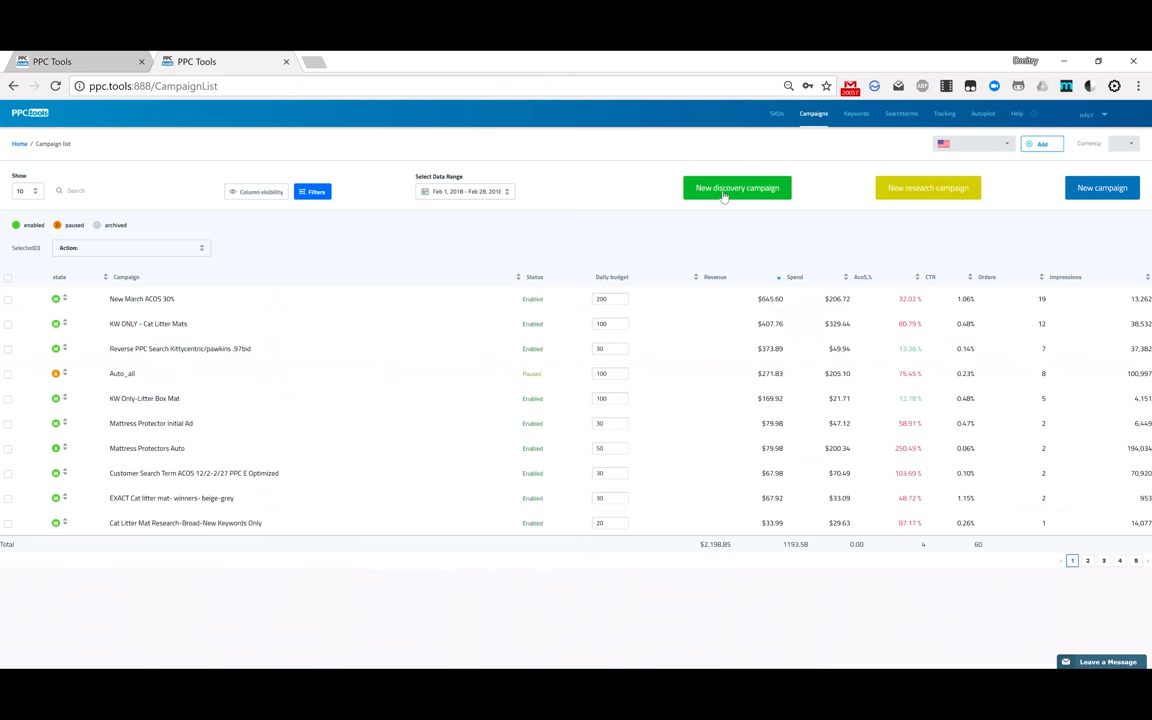 PPC Tools
PPC Tools
Dmitry
ppc.tools:888/CampaignList
20057
PPCtools
SKUs Campaigns Keywords Searchterms Tracking Autopilot Help info7
Home / Campaign list
Add Currency:
Show
10 Search Column visibility Filters
Select Data Range
Feb 1, 2018 - Feb 28, 2018
New discovery campaign New research campaign New campaign
enabled paused archived
Selected(0) Action:
state Campaign Status Daily budget Revenue Spend AcoS,% CTR Orders Impressions
M New March ACOS 30% Enabled 200 $645.60 $206.72 32.02 % 1.06% 19 13,262
M KW ONLY - Cat Litter Mats Enabled 100 $407.76 $329.44 80.79 % 0.48% 12 38,532
M Reverse PPC Search Kittycentric/pawkins .97bid Enabled 30 $373.89 $49.94 13.36 % 0.14% 7 37,382
A Auto_all Paused 100 $271.83 $205.10 75.45 % 0.23% 8 100,997
M KW Only-Litter Box Mat Enabled 100 $169.92 $21.71 12.78 % 0.48% 5 4,151
M Mattress Protector Initial Ad Enabled 30 $79.98 $47.12 58.91 % 0.47% 2 6,449
A Mattress Protectors Auto Enabled 50 $79.98 $200.34 250.49 % 0.06% 2 194,034
M Customer Search Term ACOS 12/2-2/27 PPC E Optimized Enabled 30 $67.98 $70.49 103.69 % 0.10% 2 70,920
M EXACT Cat litter mat- winners- beige-grey Enabled 30 $67.92 $33.09 48.72 % 1.15% 2 953
M Cat Litter Mat Research-Broad-New Keywords Only Enabled 20 $33.99 $29.63 87.17 % 0.26% 1 14,077
Total $2,198.85 1193.58 0.00 4 60
‹ 1 2 3 4 5 ›
Leave a Message